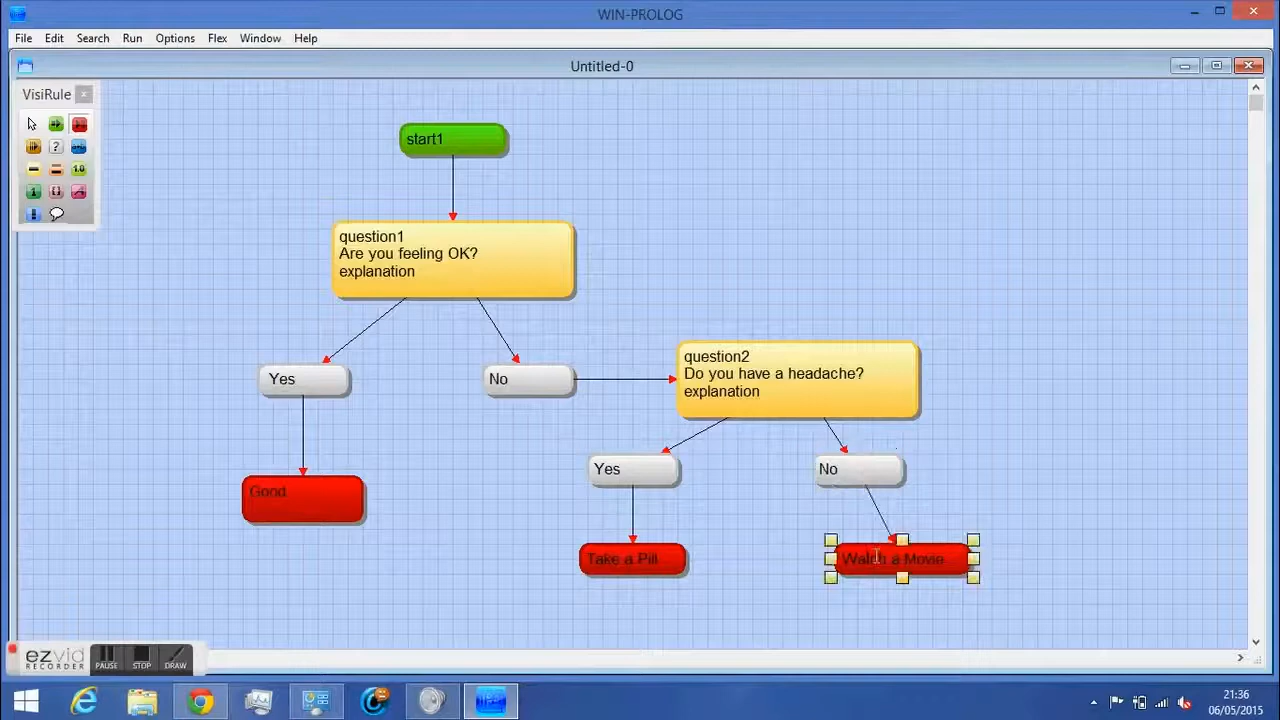 WIN-PROLOG
File Edit Search Run Options Flex Window Help
Untitled-0
VisiRule
start1
1.0
question1
Are you feeling OK?
explanation
question2
Do you have a headache?
explanation
Yes
No
Yes
No
Good
Take a Pill
Watch a Movie
ezvid
RECORDER
PAUSE
STOP
DRAW
21:36
06/05/2015